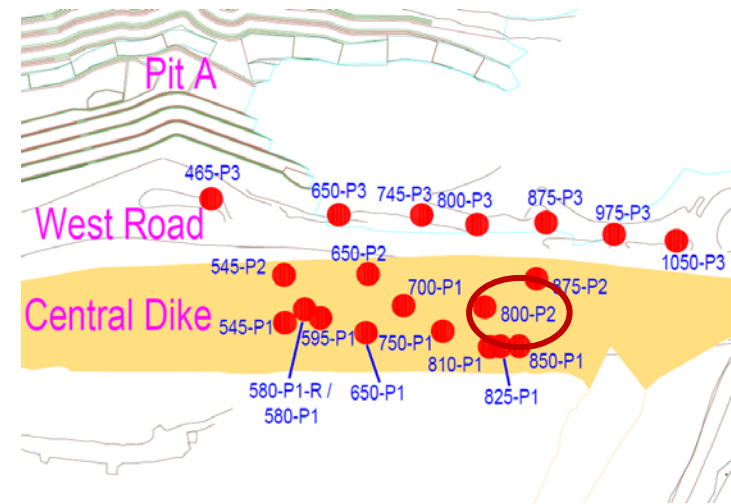 Pit A
465-P3
650-P3
745-P3
800-P3
875-P3
975-P3
1050-P3
West Road
545-P2
650-P2
875-P2
700-P1
800-P2
Central Dike
545-P1
595-P1
750-P1
810-P1
850-P1
580-P1-R /
580-P1
650-P1
825-P1